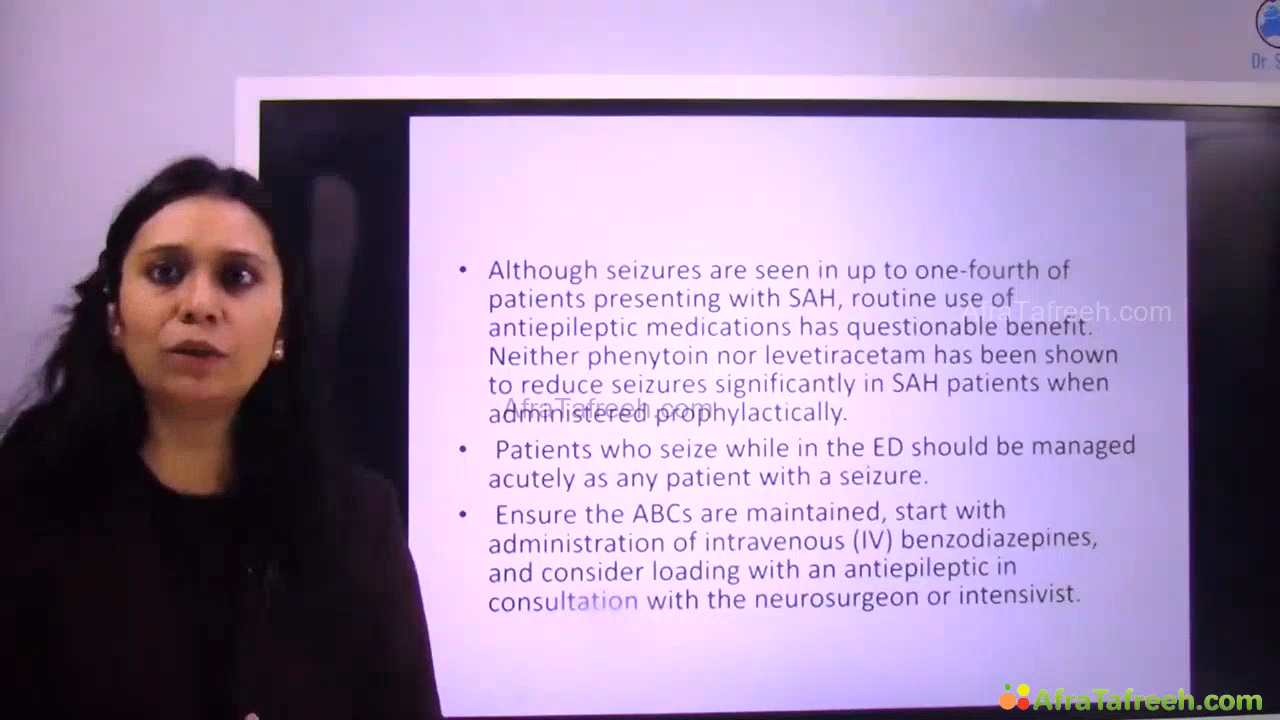 Dr. S
• Although seizures are seen in up to one-fourth of
patients presenting with SAH, routine use of
AfraTafreeh.com
antiepileptic medications has questionable benefit.
Neither phenytoin nor levetiracetam has been shown
to reduce seizures significantly in SAH patients when
AfraTafreeh.com
administered prophylactically.
• Patients who seize while in the ED should be managed
acutely as any patient with a seizure.
• Ensure the ABCs are maintained, start with
administration of intravenous (IV) benzodiazepines,
and consider loading with an antiepileptic in
consultation with the neurosurgeon or intensivist.
AfraTafreeh.com